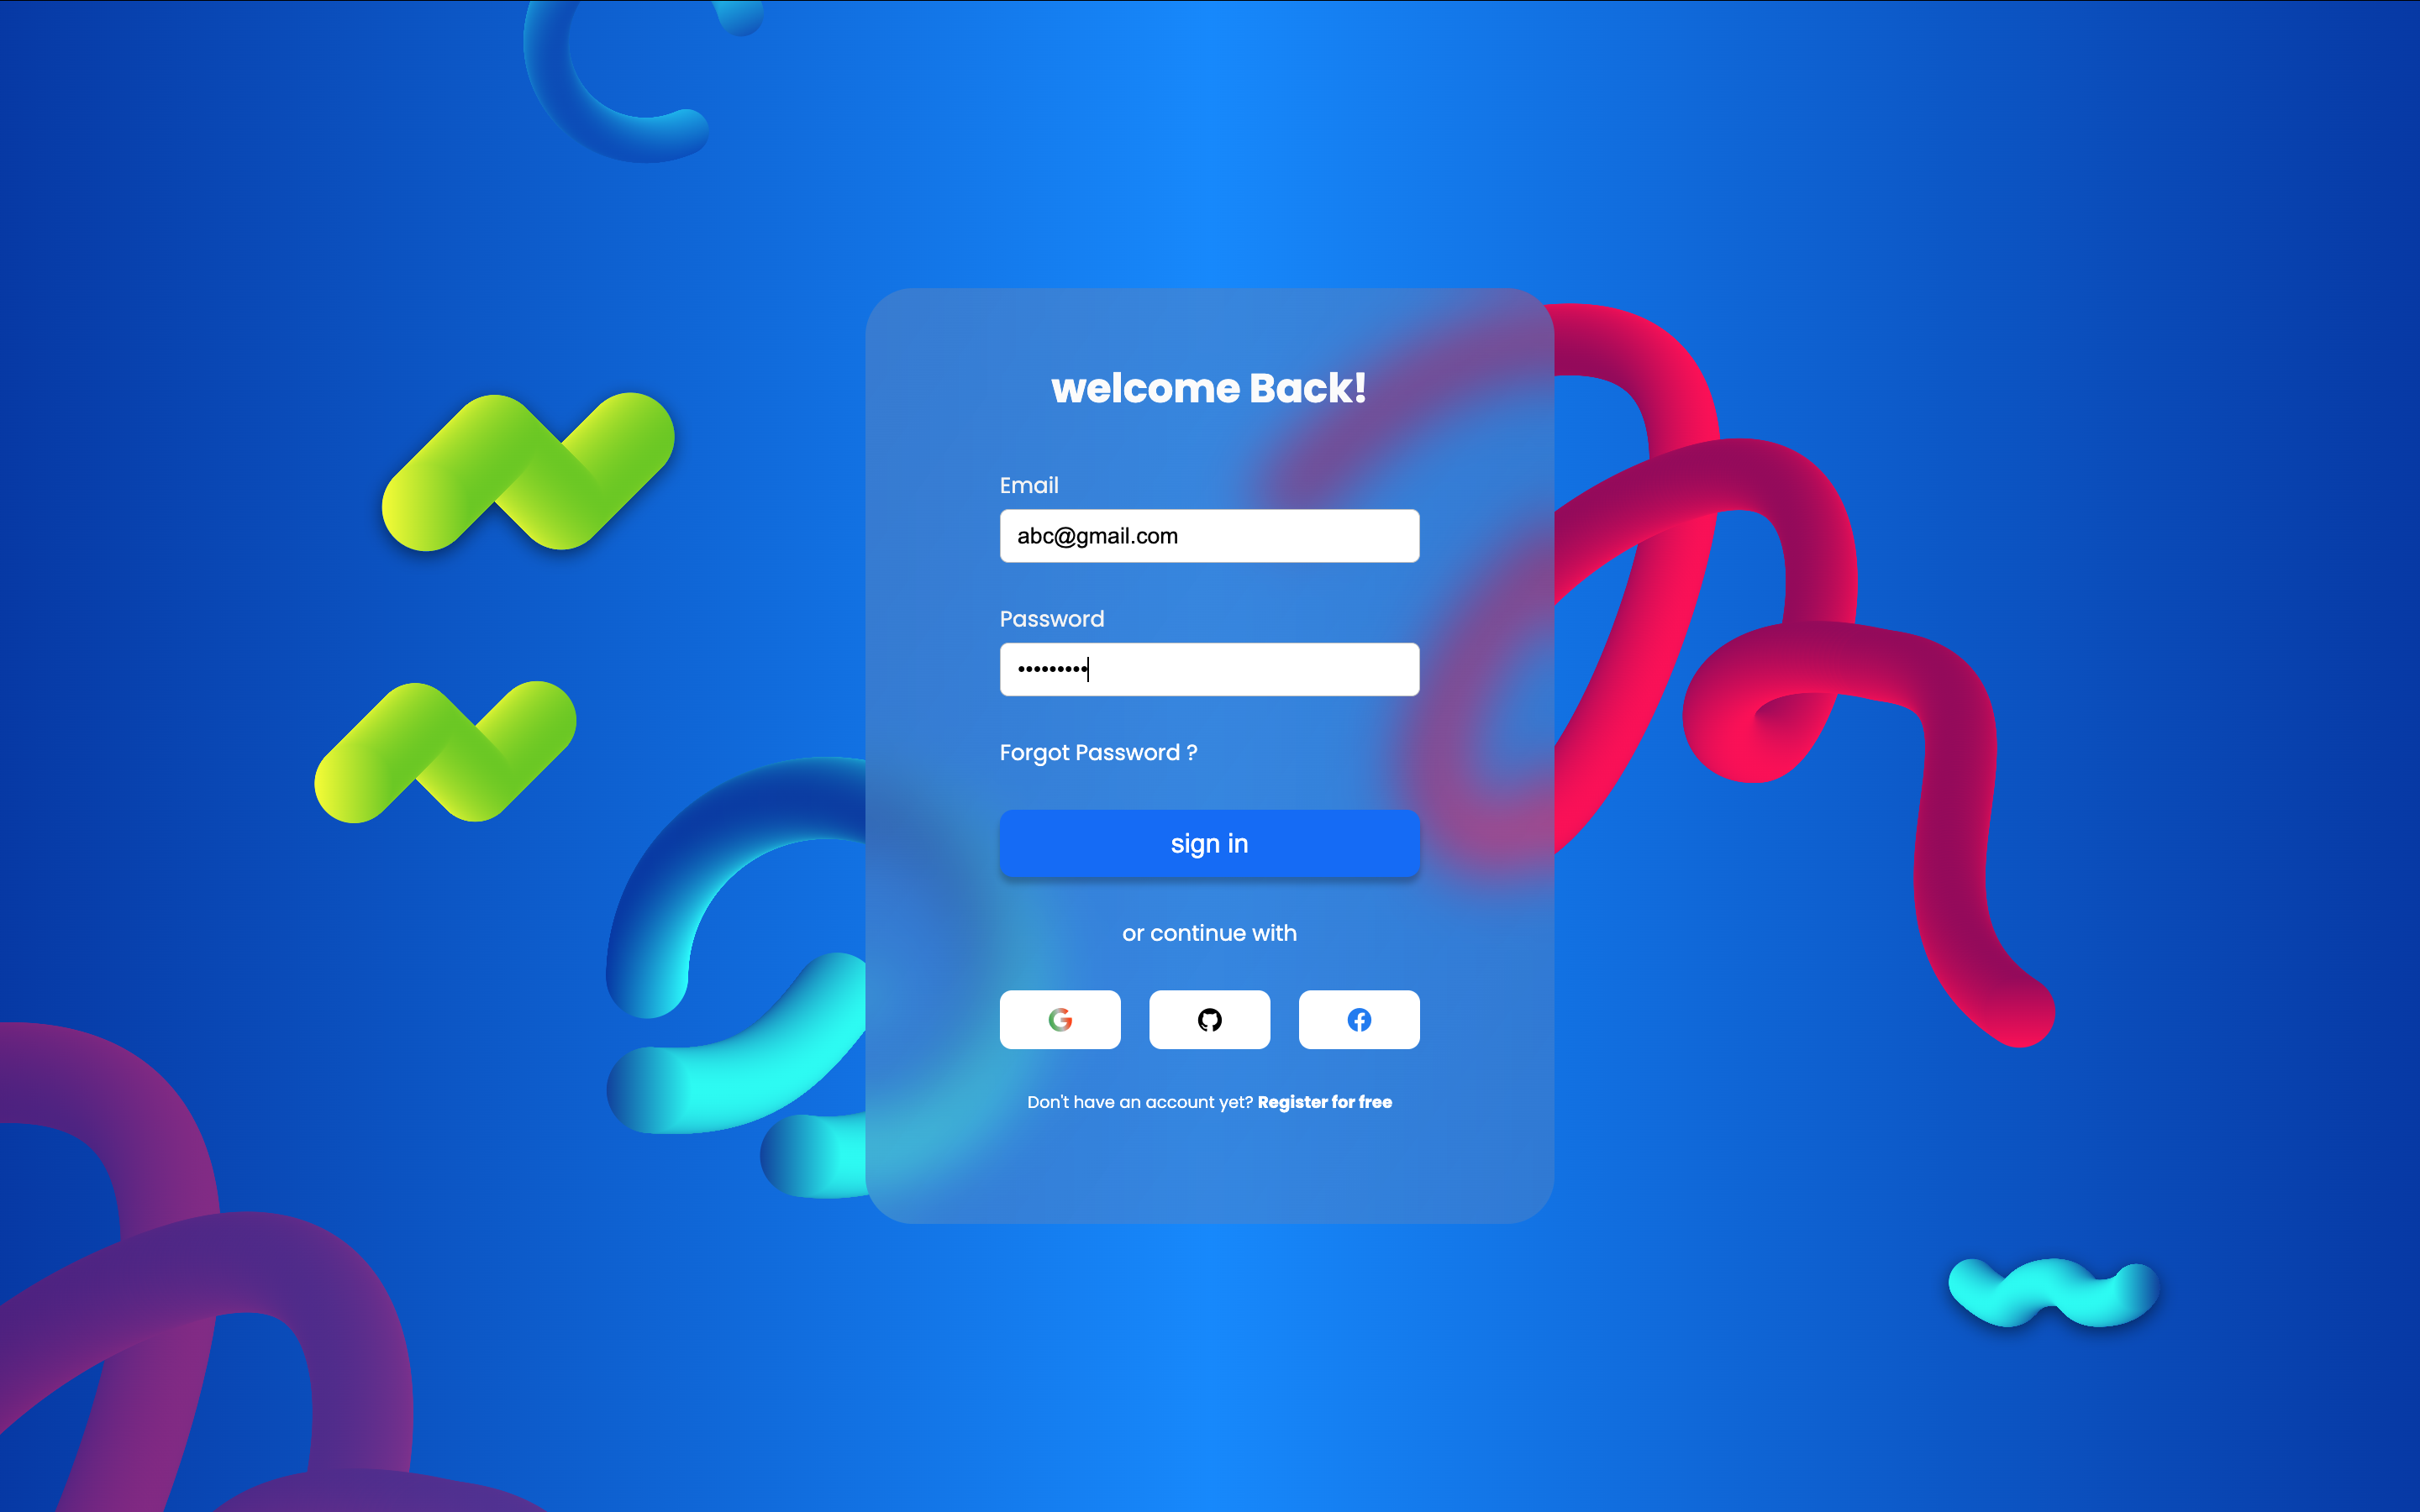 welcome Back!
Email
abc@gmail.com
Password
•••••••••
Forgot Password ?
sign in
or continue with
Don't have an account yet? Register for free